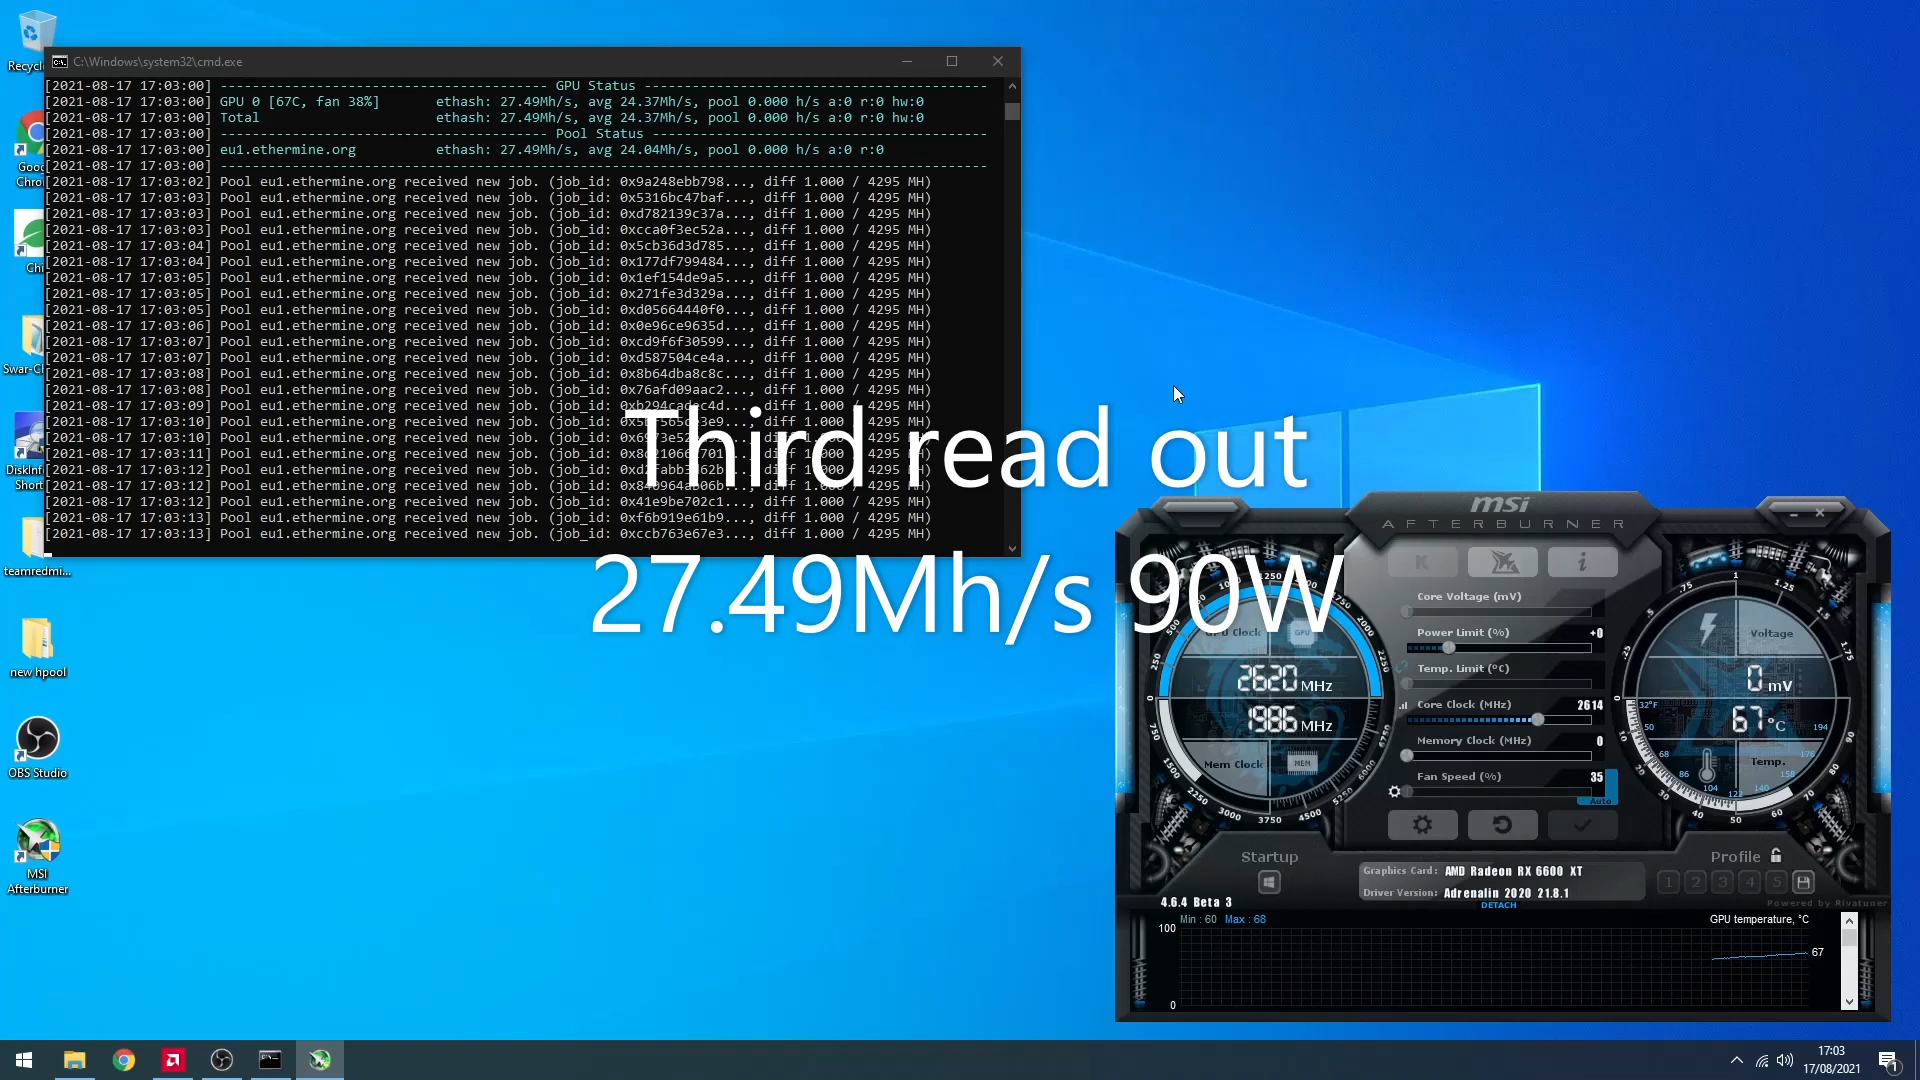 Recycle
C:\Windows\system32\cmd.exe
[2021-08-17 17:03:00] ----------------------------------------- GPU Status -------------------------------------------
[2021-08-17 17:03:00] GPU 0 [67C, fan 38%] ethash: 27.49Mh/s, avg 24.37Mh/s, pool 0.000 h/s a:0 r:0 hw:0
[2021-08-17 17:03:00] Total ethash: 27.49Mh/s, avg 24.37Mh/s, pool 0.000 h/s a:0 r:0 hw:0
[2021-08-17 17:03:00] ----------------------------------------- Pool Status ------------------------------------------
[2021-08-17 17:03:00] eu1.ethermine.org ethash: 27.49Mh/s, avg 24.04Mh/s, pool 0.000 h/s a:0 r:0
[2021-08-17 17:03:00] ------------------------------------------------------------------------------------------------
[2021-08-17 17:03:02] Pool eu1.ethermine.org received new job. (job_id: 0x9a248ebb798..., diff 1.000 / 4295 MH)
[2021-08-17 17:03:03] Pool eu1.ethermine.org received new job. (job_id: 0x5316bc47baf..., diff 1.000 / 4295 MH)
[2021-08-17 17:03:03] Pool eu1.ethermine.org received new job. (job_id: 0xd782139c37a..., diff 1.000 / 4295 MH)
[2021-08-17 17:03:03] Pool eu1.ethermine.org received new job. (job_id: 0xcca0f3ec52a..., diff 1.000 / 4295 MH)
[2021-08-17 17:03:04] Pool eu1.ethermine.org received new job. (job_id: 0x5cb36d3d785..., diff 1.000 / 4295 MH)
[2021-08-17 17:03:04] Pool eu1.ethermine.org received new job. (job_id: 0x177df799484..., diff 1.000 / 4295 MH)
[2021-08-17 17:03:05] Pool eu1.ethermine.org received new job. (job_id: 0x1ef154de9a5..., diff 1.000 / 4295 MH)
[2021-08-17 17:03:05] Pool eu1.ethermine.org received new job. (job_id: 0x271fe3d329a..., diff 1.000 / 4295 MH)
[2021-08-17 17:03:05] Pool eu1.ethermine.org received new job. (job_id: 0xd05664440f0..., diff 1.000 / 4295 MH)
[2021-08-17 17:03:06] Pool eu1.ethermine.org received new job. (job_id: 0x0e96ce9635d..., diff 1.000 / 4295 MH)
[2021-08-17 17:03:07] Pool eu1.ethermine.org received new job. (job_id: 0xcd9f6f30599..., diff 1.000 / 4295 MH)
[2021-08-17 17:03:07] Pool eu1.ethermine.org received new job. (job_id: 0xd587504ce4a..., diff 1.000 / 4295 MH)
[2021-08-17 17:03:08] Pool eu1.ethermine.org received new job. (job_id: 0x8b64dba8c8c..., diff 1.000 / 4295 MH)
[2021-08-17 17:03:08] Pool eu1.ethermine.org received new job. (job_id: 0x76afd09aac2..., diff 1.000 / 4295 MH)
[2021-08-17 17:03:09] Pool eu1.ethermine.org received new job. (job_id: diff 1.000 / 4295 MH)
[2021-08-17 17:03:10] Pool eu1.ethermine.org received new job. (job_id:
[2021-08-17 17:03:10] Pool eu1.ethermine.org received new job. (job_id:
[2021-08-17 17:03:11] Pool eu1.ethermine.org received new job. (job_id:
[2021-08-17 17:03:12] Pool eu1.ethermine.org received new job. (job_id:
[2021-08-17 17:03:12] Pool eu1.ethermine.org received new job. (job_id: diff 1.000 / 4295 MH)
[2021-08-17 17:03:12] Pool eu1.ethermine.org received new job. (job_id: 0x41e9be702c1..., diff 1.000 / 4295 MH)
[2021-08-17 17:03:13] Pool eu1.ethermine.org received new job. (job_id: 0xf6b919e61b9..., diff 1.000 / 4295 MH)
[2021-08-17 17:03:13] Pool eu1.ethermine.org received new job. (job_id: 0xccb763e67e3..., diff 1.000 / 4295 MH)
Third read out
27.49Mh/s 90W
teamredmi...
new hpool
OBS Studio
MSI
Afterburner
msi
AFTERBURNER
K
i
Core Voltage (mV)
Power Limit (%) +0
Temp. Limit (°C)
Core Clock (MHz) 2614
Memory Clock (MHz) 0
Fan Speed (%) 35
Auto
GPU Clock
GPU
2620 MHz
1986 MHz
Mem Clock
MEM
Voltage
0 mV
67 °C
Temp.
Startup
Profile
1 2 3 4 5
Graphics Card: AMD Radeon RX 6600 XT
Driver Version: Adrenalin 2020 21.8.1
DETACH
4.6.4 Beta 3
Powered by Rivatuner
Min : 60 Max : 68
GPU temperature, °C
100
67
0
17:03
17/08/2021
1